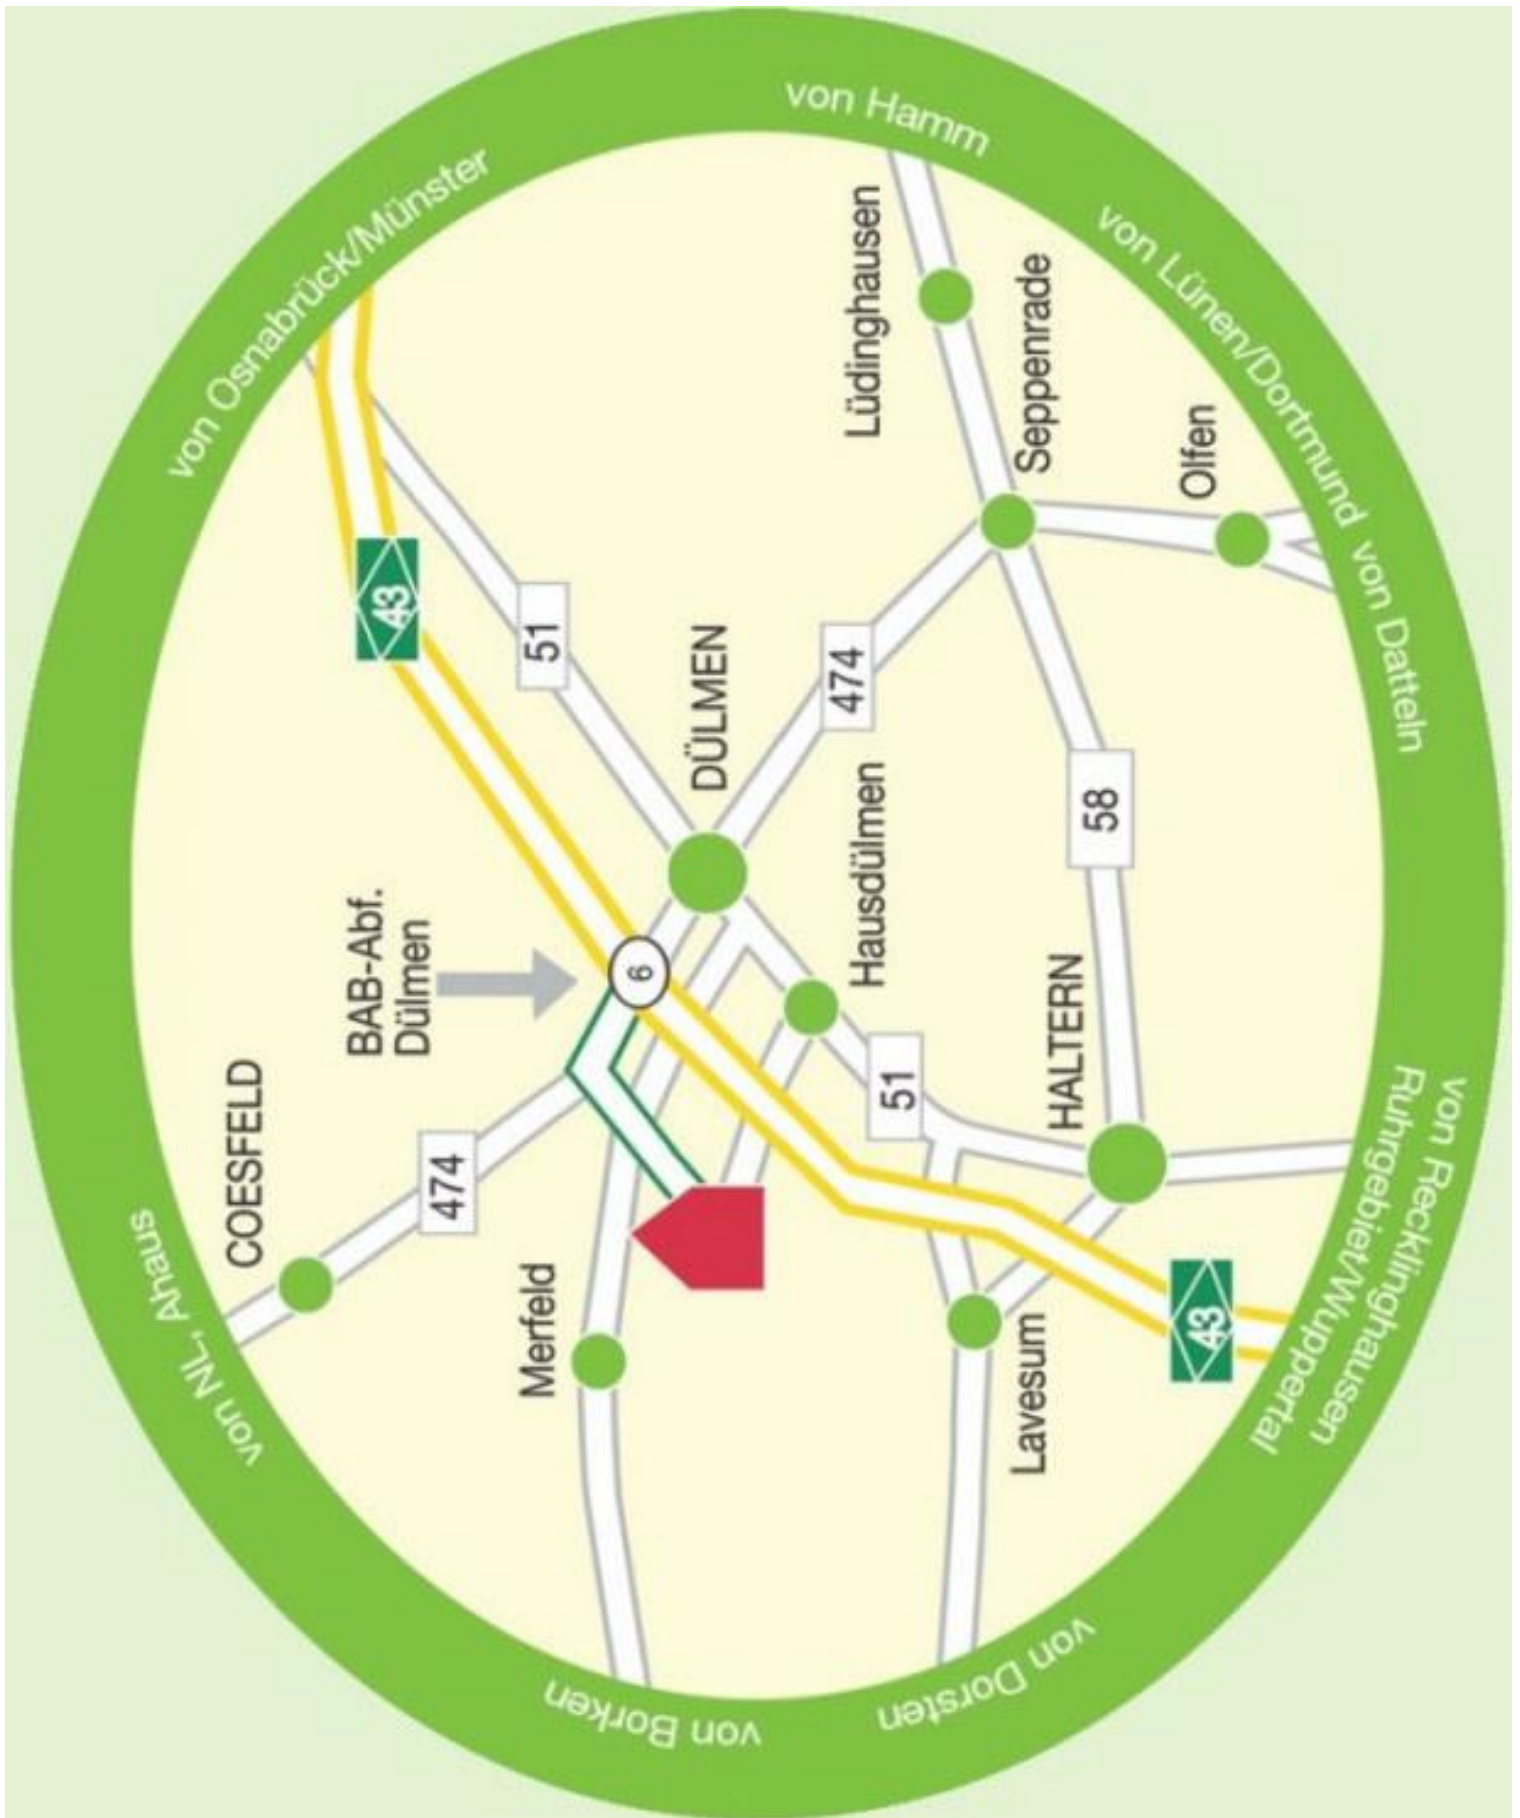 von Osnabrück/Münster
von Hamm
von Lünen/Dortmund
von Datteln
von Recklinghausen
Ruhrgebiet/Wuppertal
von Dorsten
von Borken
von NL, Ahaus
COESFELD
474
BAB-Abf.
Dülmen
43
51
6
DÜLMEN
474
Lüdinghausen
Seppenrade
Olfen
58
Hausdülmen
51
HALTERN
Merfeld
Lavesum
43